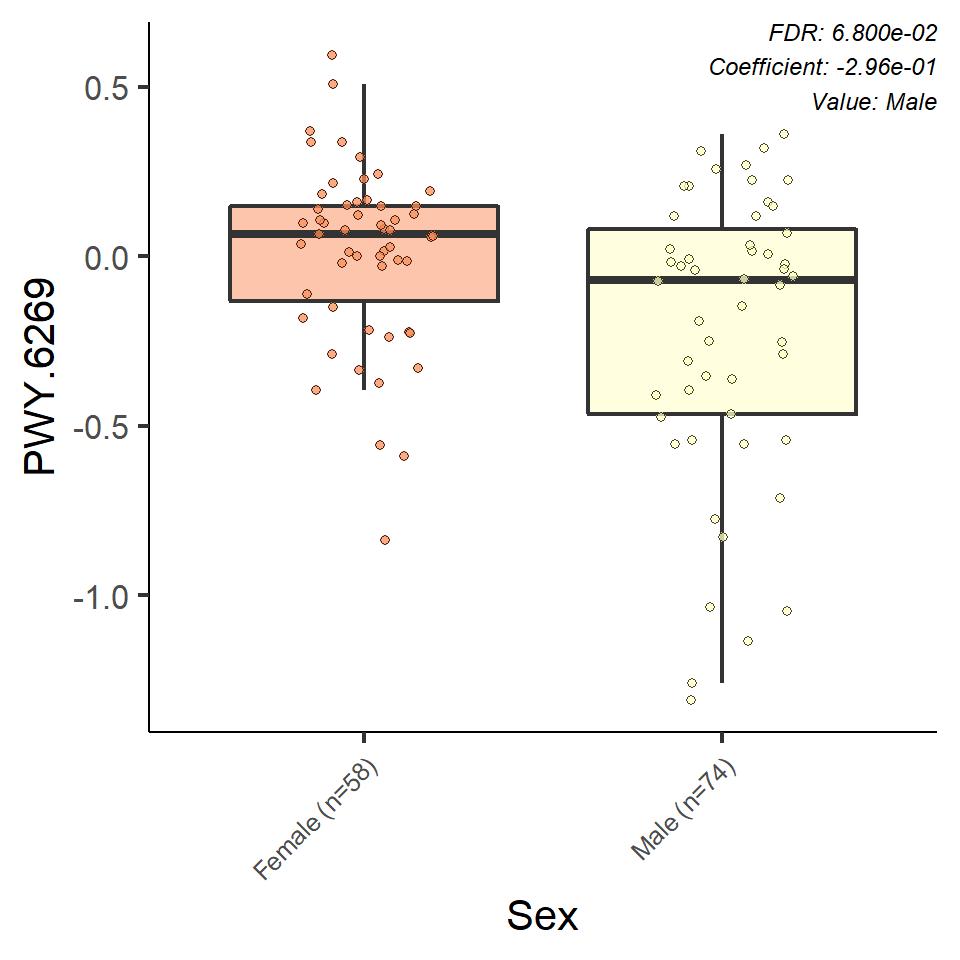 FDR: 6.800e-02
Coefficient: -2.96e-01
Value: Male
0.5
0.0
-0.5
-1.0
PWY.6269
Female (n=58)
Male (n=74)
Sex